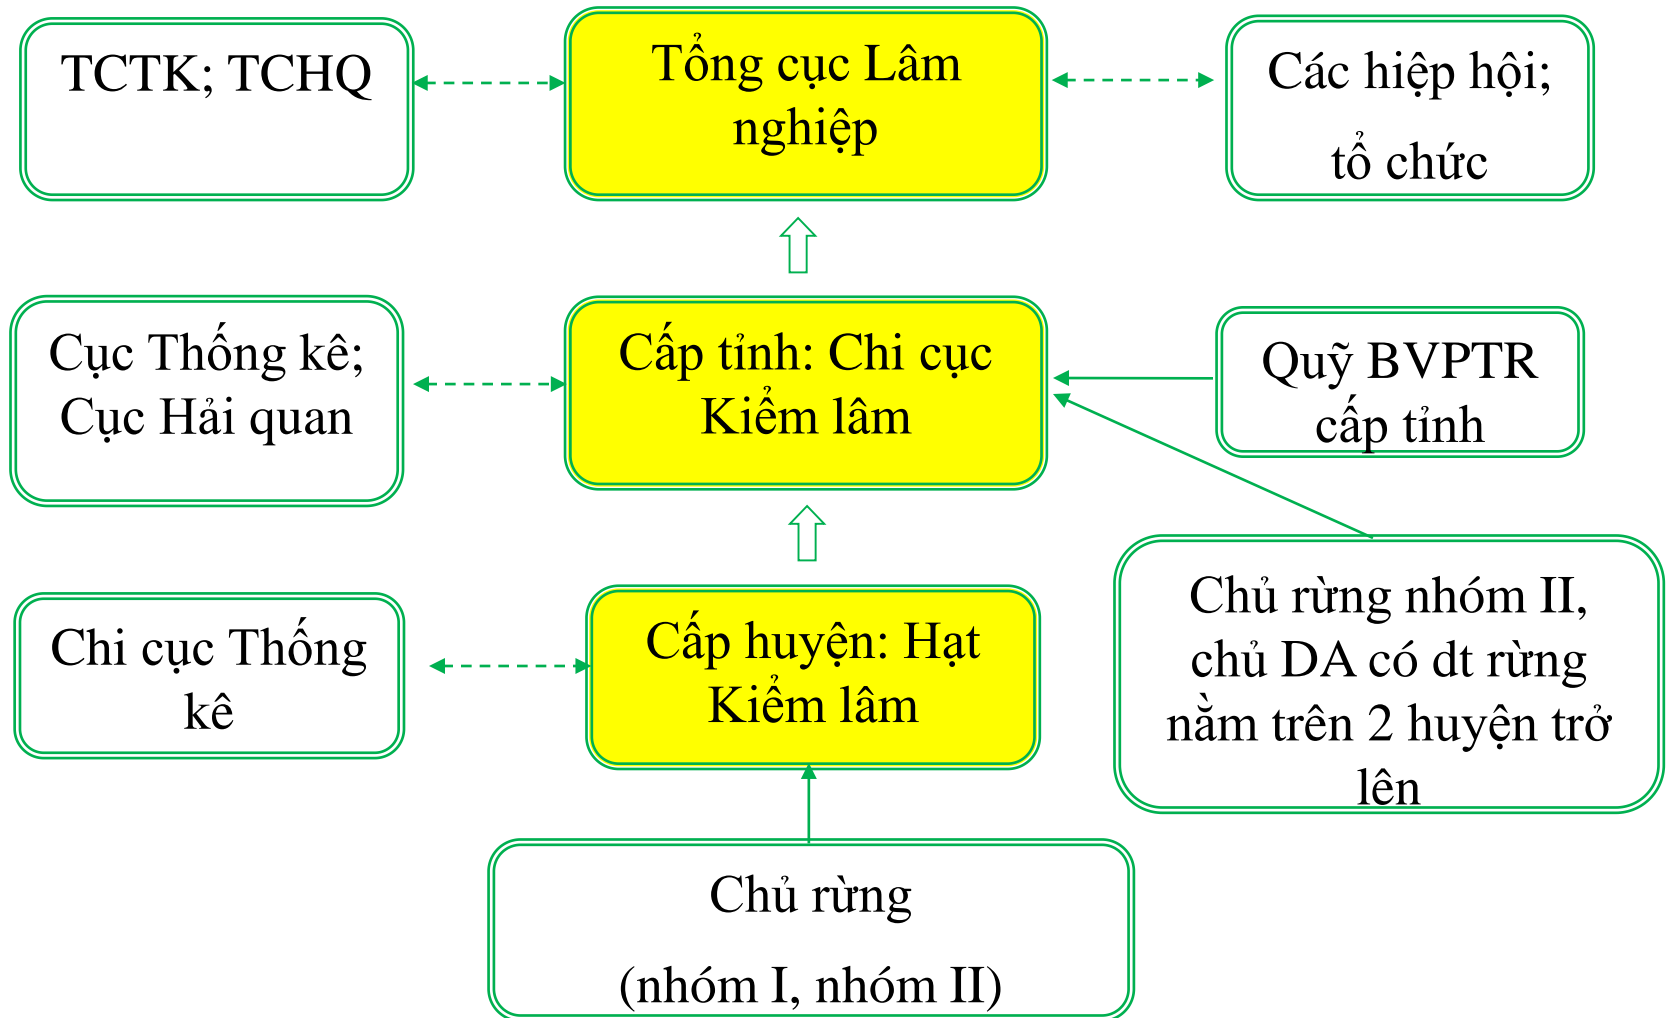 TCTK; TCHQ
Tổng cục Lâm
nghiệp
Các hiệp hội;
tổ chức
Cục Thống kê;
Cục Hải quan
Cấp tỉnh: Chi cục
Kiểm lâm
Quỹ BVPTR
cấp tỉnh
Chi cục Thống
kê
Cấp huyện: Hạt
Kiểm lâm
Chủ rừng nhóm II,
chủ DA có dt rừng
nằm trên 2 huyện trở
lên
Chủ rừng
(nhóm I, nhóm II)